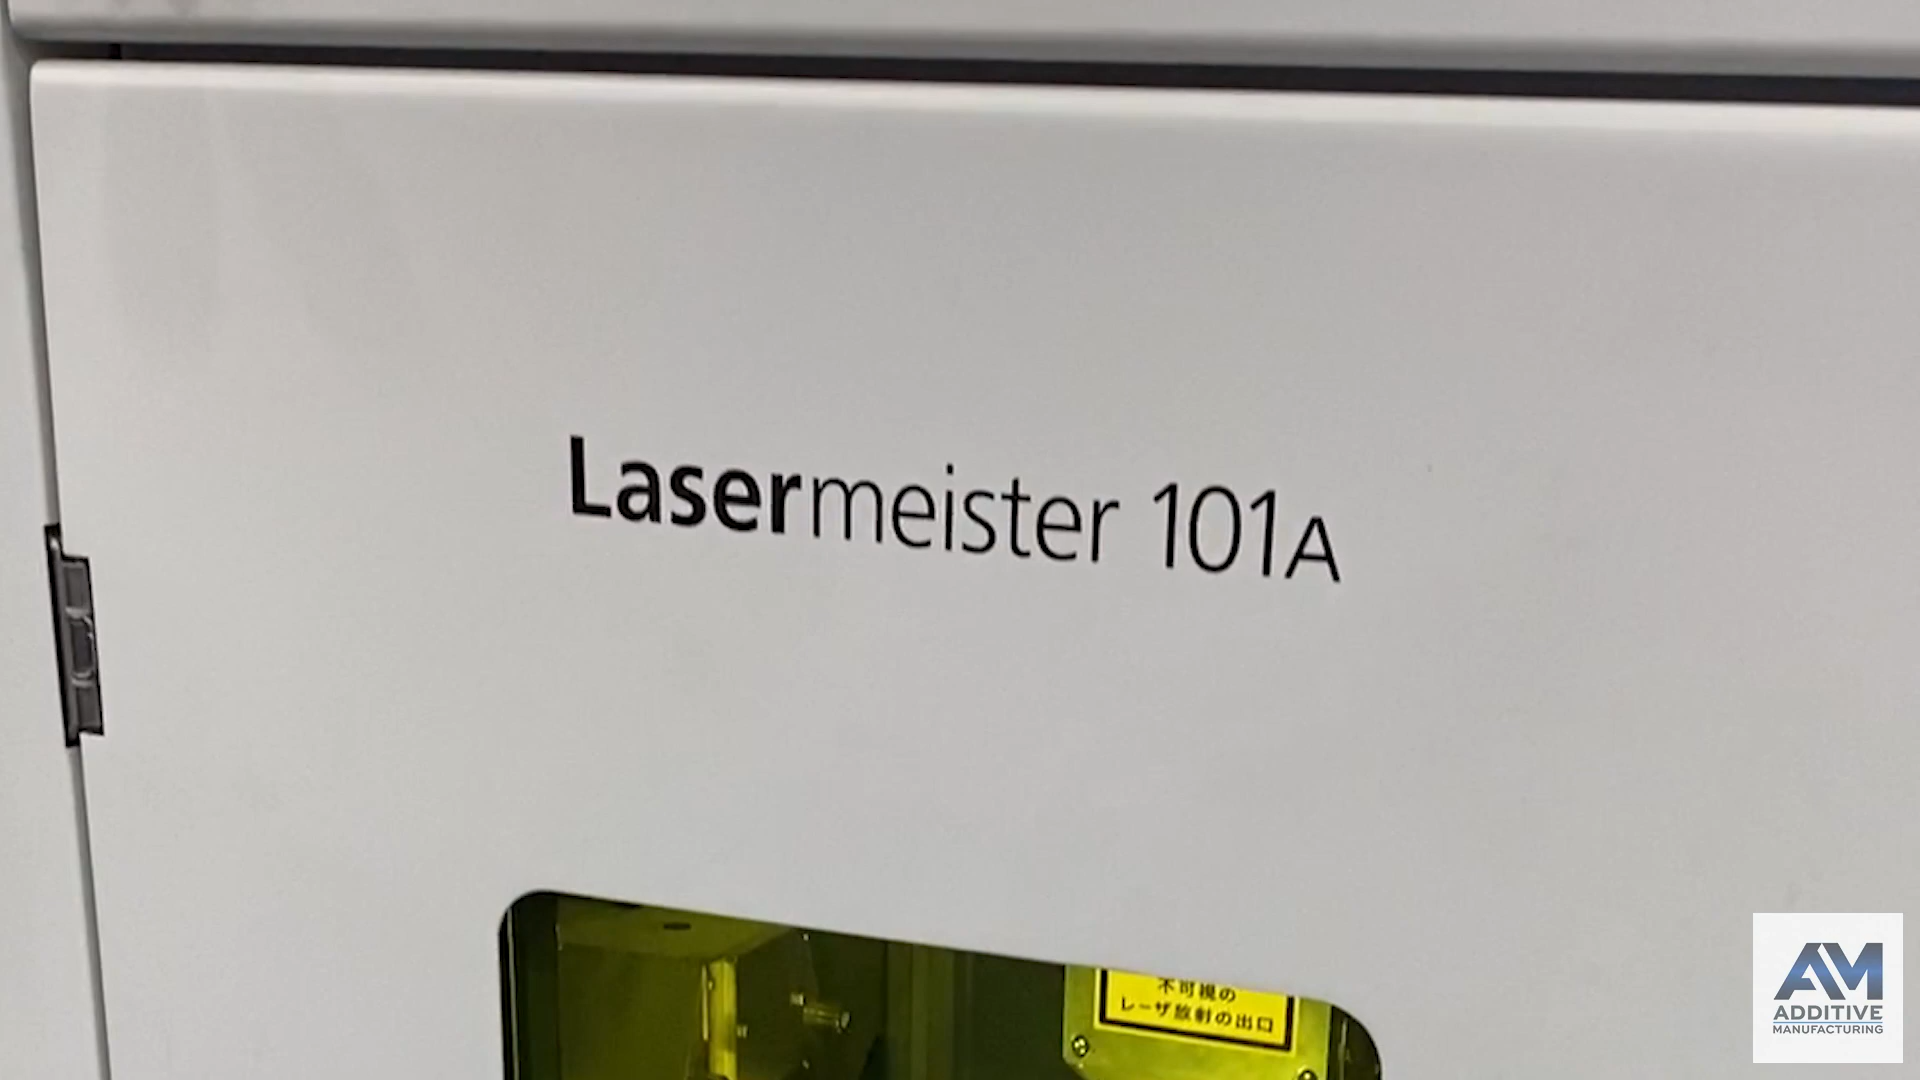 Lasermeister 101A
不可視の
レーザ放射の出口
AM
ADDITIVE
MANUFACTURING